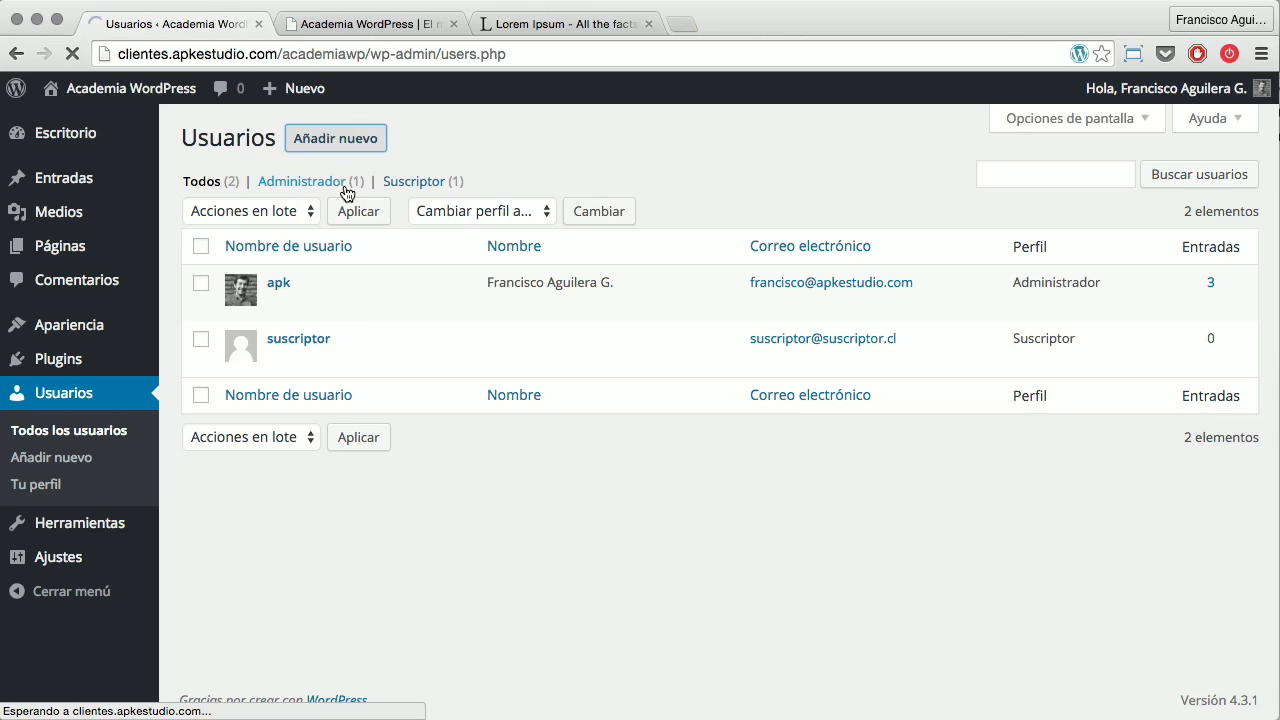 Usuarios ‹ Academia Word
Academia WordPress | El m
Lorem Ipsum - All the facts
Francisco Agui...
clientes.apkestudio.com/academiawp/wp-admin/users.php
Academia WordPress
0
Nuevo
Hola, Francisco Aguilera G.
Escritorio
Entradas
Medios
Páginas
Comentarios
Apariencia
Plugins
Usuarios
Todos los usuarios
Añadir nuevo
Tu perfil
Herramientas
Ajustes
Cerrar menú
Opciones de pantalla
Ayuda
Usuarios Añadir nuevo
Todos (2) | Administrador (1) | Suscriptor (1)
Buscar usuarios
Acciones en lote Aplicar Cambiar perfil a... Cambiar 2 elementos
Nombre de usuario Nombre Correo electrónico Perfil Entradas
apk Francisco Aguilera G. francisco@apkestudio.com Administrador 3
suscriptor suscriptor@suscriptor.cl Suscriptor 0
Nombre de usuario Nombre Correo electrónico Perfil Entradas
Acciones en lote Aplicar 2 elementos
Gracias por crear con WordPress Versión 4.3.1
Esperando a clientes.apkestudio.com...